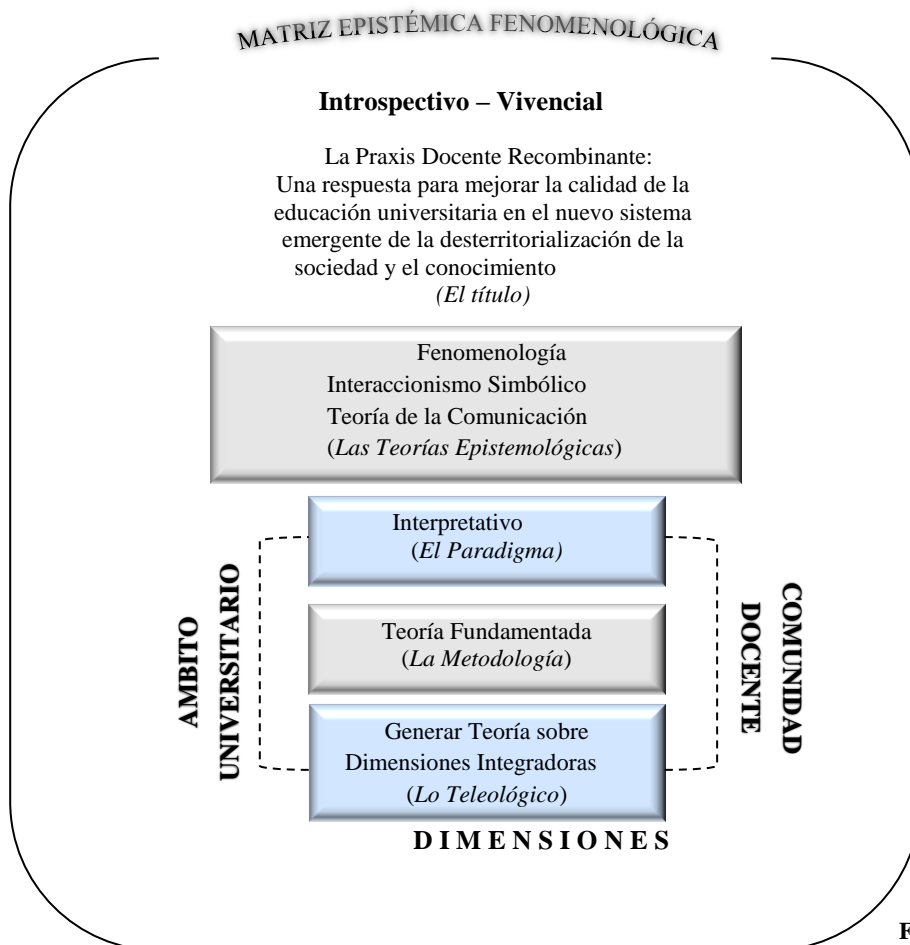 MATRIZ EPISTÉMICA FENOMENOLÓGICA
Introspectivo – Vivencial
La Praxis Docente Recombinante:
Una respuesta para mejorar la calidad de la
educación universitaria en el nuevo sistema
emergente de la desterritorialización de la
sociedad y el conocimiento
(El título)
Fenomenología
Interaccionismo Simbólico
Teoría de la Comunicación
(Las Teorías Epistemológicas)
Interpretativo
(El Paradigma)
AMBITO
UNIVERSITARIO
COMUNIDAD
DOCENTE
Teoría Fundamentada
(La Metodología)
Generar Teoría sobre
Dimensiones Integradoras
(Lo Teleológico)
D I M E N S I O N E S